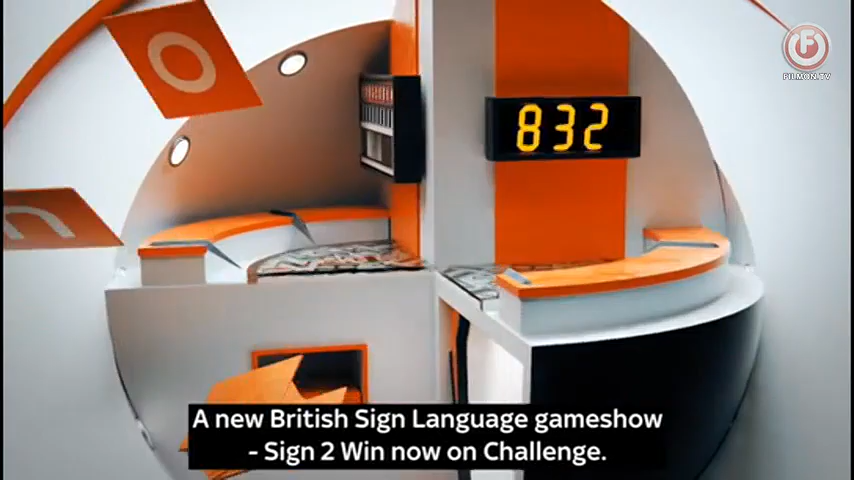 O
n
832
FILMON.TV
A new British Sign Language gameshow
- Sign 2 Win now on Challenge.